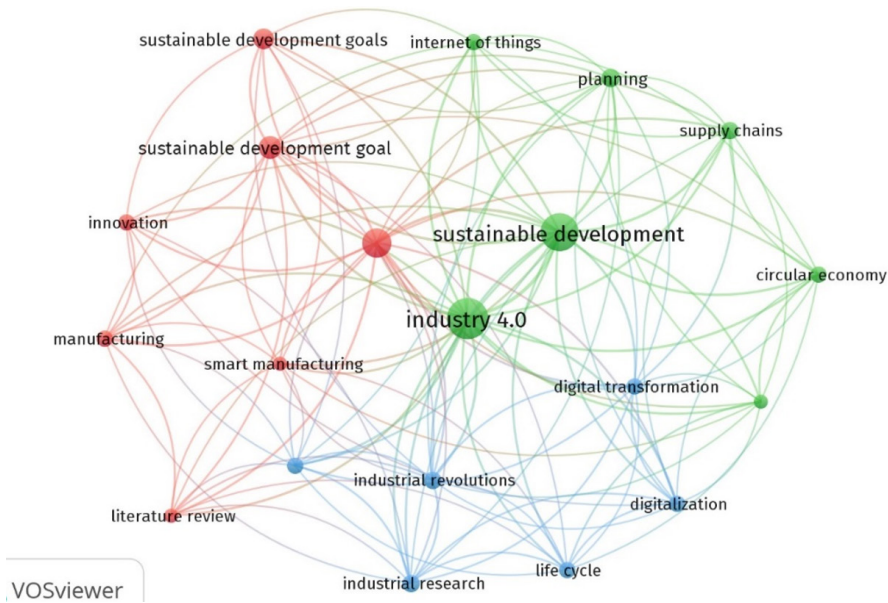 sustainable development goals
internet of things
planning
supply chains
sustainable development goal
innovation
sustainable development
circular economy
industry 4.0
manufacturing
smart manufacturing
digital transformation
industrial revolutions
digitalization
literature review
life cycle
industrial research
VOSviewer